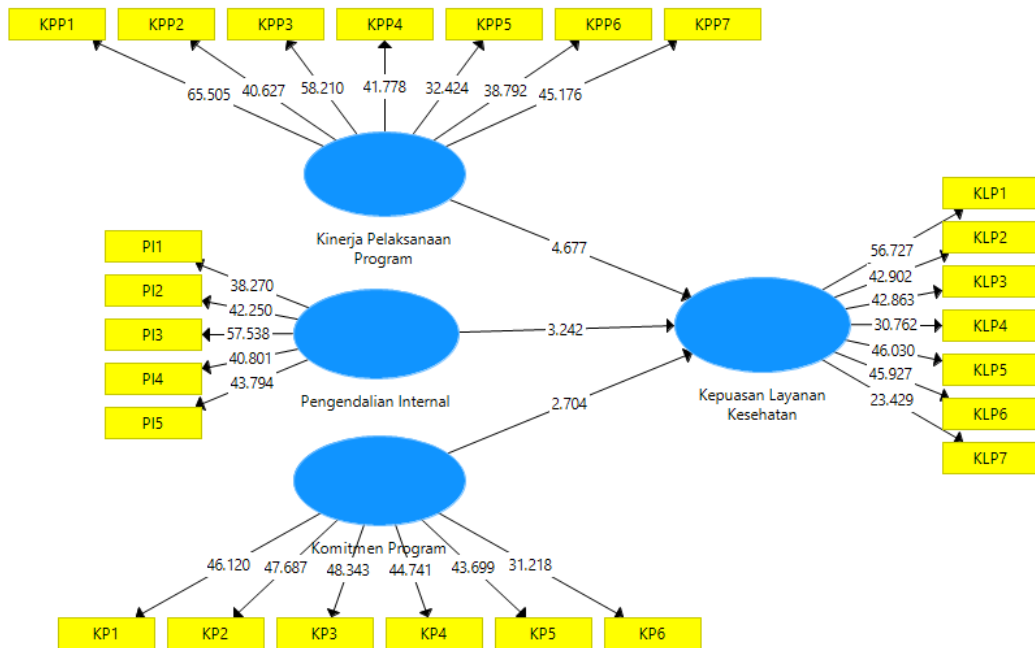 KPP1 KPP2 KPP3 KPP4 KPP5 KPP6 KPP7
65.505 40.627 58.210 41.778 32.424 38.792 45.176
Kinerja Pelaksanaan
Program
4.677
PI1
PI2
PI3
PI4
PI5
38.270
42.250
57.538
40.801
43.794
Pengendalian Internal
3.242
2.704
Kepuasan Layanan
Kesehatan
56.727
42.902
42.863
30.762
46.030
45.927
23.429
KLP1
KLP2
KLP3
KLP4
KLP5
KLP6
KLP7
Komitmen Program
46.120 47.687 48.343 44.741 43.699 31.218
KP1 KP2 KP3 KP4 KP5 KP6